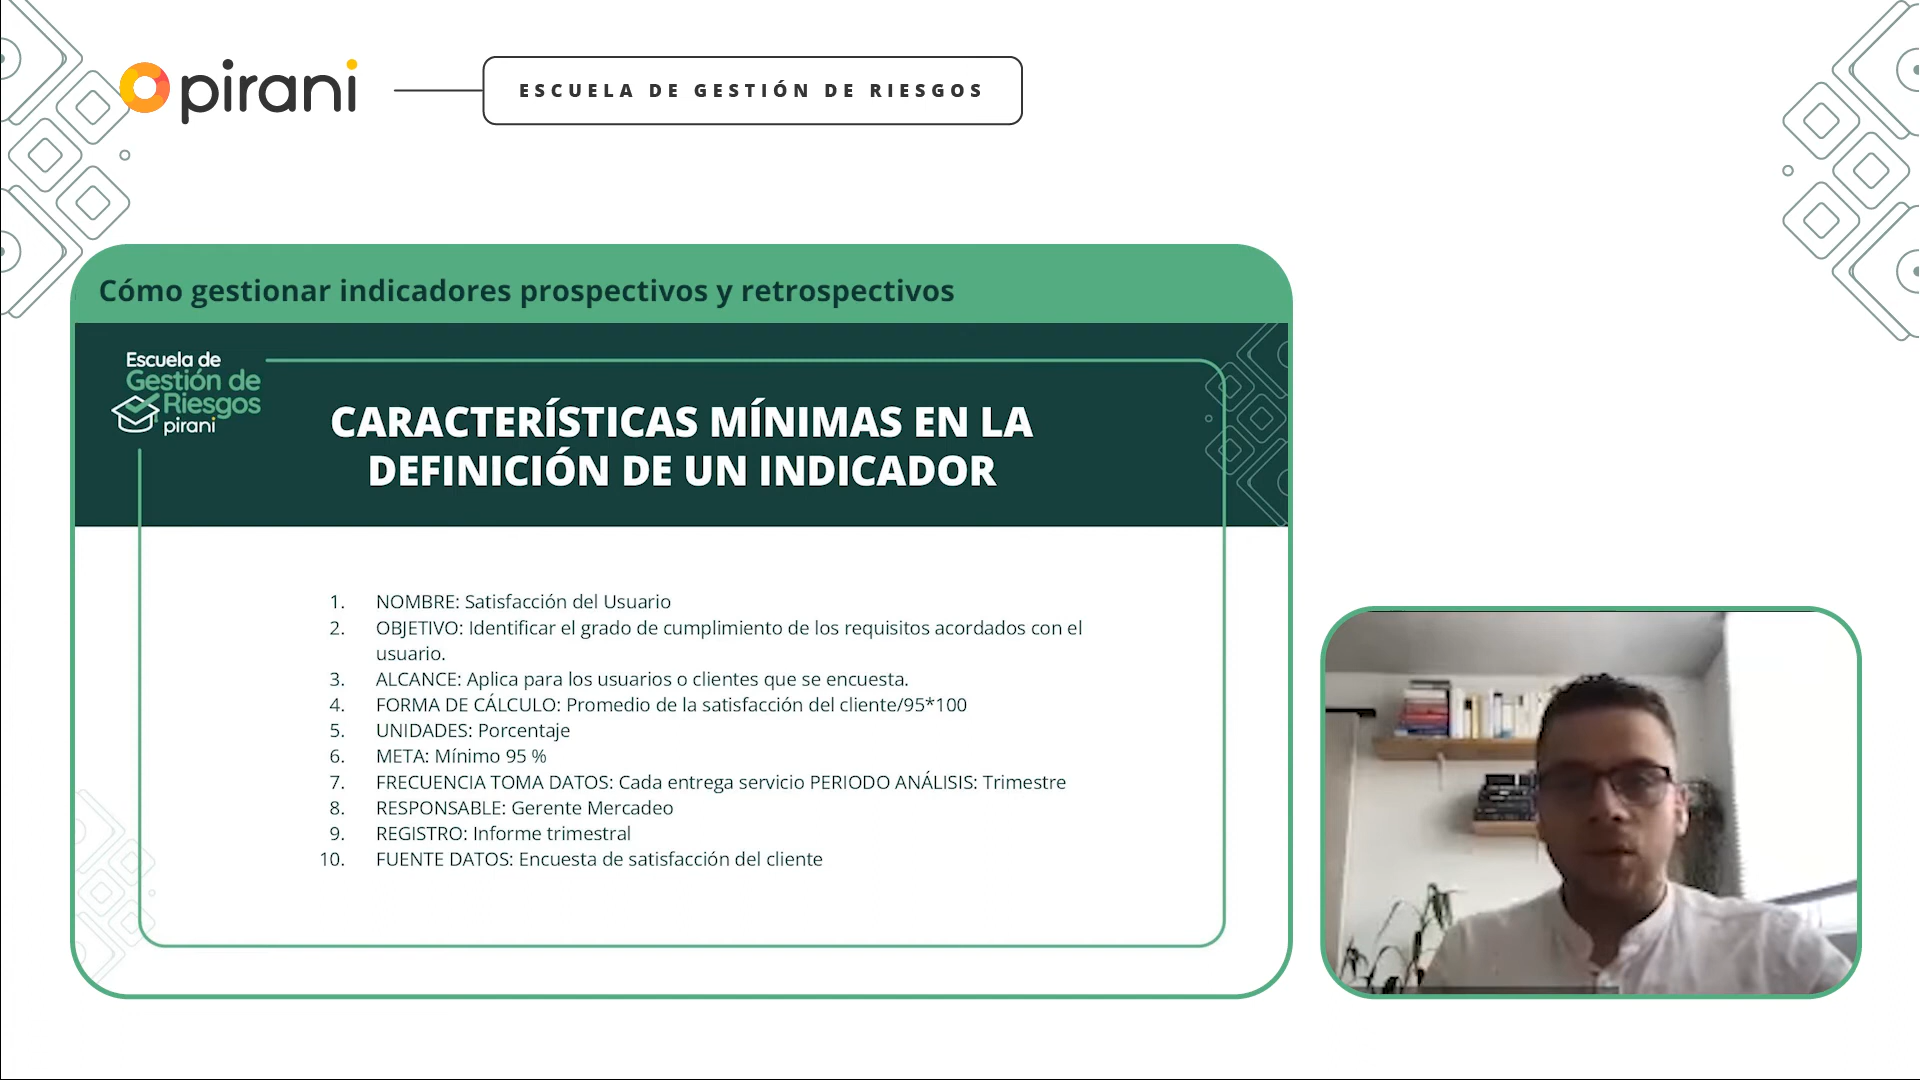 pirani
ESCUELA DE GESTIÓN DE RIESGOS
Cómo gestionar indicadores prospectivos y retrospectivos
Escuela de
Gestión de
Riesgos
pirani
CARACTERÍSTICAS MÍNIMAS EN LA
DEFINICIÓN DE UN INDICADOR
1. NOMBRE: Satisfacción del Usuario
2. OBJETIVO: Identificar el grado de cumplimiento de los requisitos acordados con el
usuario.
3. ALCANCE: Aplica para los usuarios o clientes que se encuesta.
4. FORMA DE CÁLCULO: Promedio de la satisfacción del cliente/95*100
5. UNIDADES: Porcentaje
6. META: Mínimo 95 %
7. FRECUENCIA TOMA DATOS: Cada entrega servicio PERIODO ANÁLISIS: Trimestre
8. RESPONSABLE: Gerente Mercadeo
9. REGISTRO: Informe trimestral
10. FUENTE DATOS: Encuesta de satisfacción del cliente